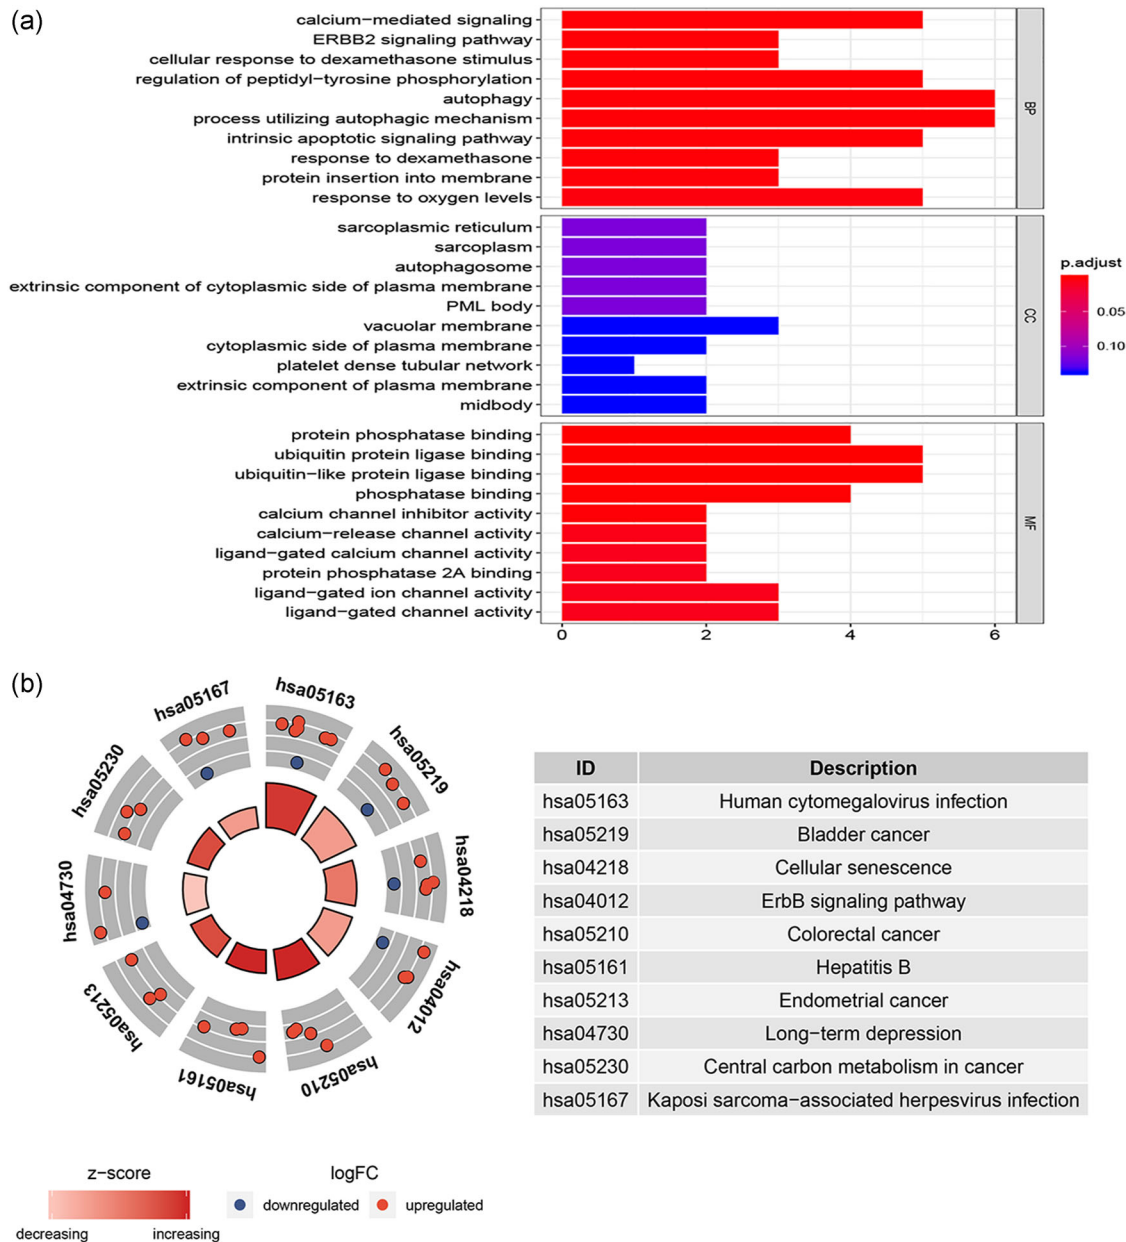 (a)
calcium-mediated signaling
ERBB2 signaling pathway
cellular response to dexamethasone stimulus
regulation of peptidyl-tyrosine phosphorylation
autophagy
process utilizing autophagic mechanism
intrinsic apoptotic signaling pathway
response to dexamethasone
protein insertion into membrane
response to oxygen levels
BP
sarcoplasmic reticulum
sarcoplasm
autophagosome
extrinsic component of cytoplasmic side of plasma membrane
PML body
vacuolar membrane
cytoplasmic side of plasma membrane
platelet dense tubular network
extrinsic component of plasma membrane
midbody
CC
protein phosphatase binding
ubiquitin protein ligase binding
ubiquitin-like protein ligase binding
phosphatase binding
calcium channel inhibitor activity
calcium-release channel activity
ligand-gated calcium channel activity
protein phosphatase 2A binding
ligand-gated ion channel activity
ligand-gated channel activity
MF
0 2 4 6
p.adjust
0.05
0.10
(b)
hsa05163
hsa05219
hsa04218
hsa04012
hsa05210
hsa05161
hsa05213
hsa04730
hsa05230
hsa05167
ID Description
hsa05163 Human cytomegalovirus infection
hsa05219 Bladder cancer
hsa04218 Cellular senescence
hsa04012 ErbB signaling pathway
hsa05210 Colorectal cancer
hsa05161 Hepatitis B
hsa05213 Endometrial cancer
hsa04730 Long-term depression
hsa05230 Central carbon metabolism in cancer
hsa05167 Kaposi sarcoma-associated herpesvirus infection
z-score
decreasing increasing
logFC
downregulated upregulated